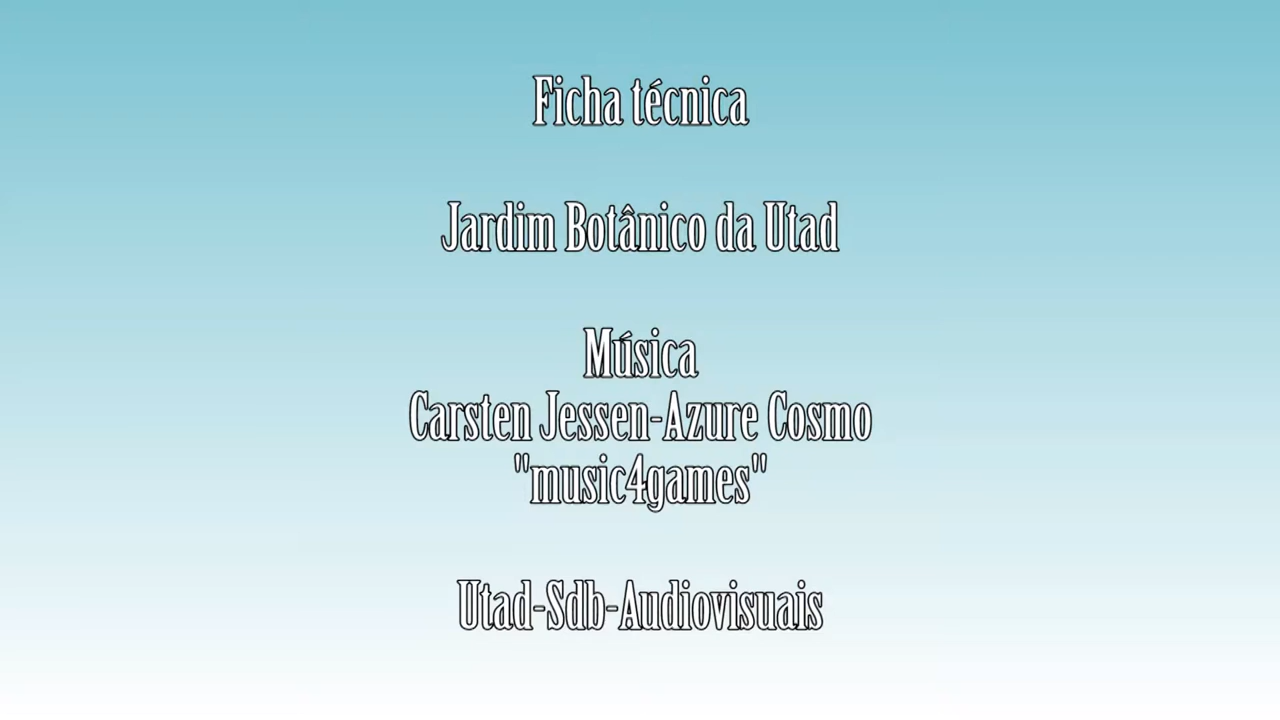 Ficha técnica
Jardim Botânico da Utad
Música
Carsten Jessen-Azure Cosmo
"music4games"
Utad-Sdb-Audiovisuais